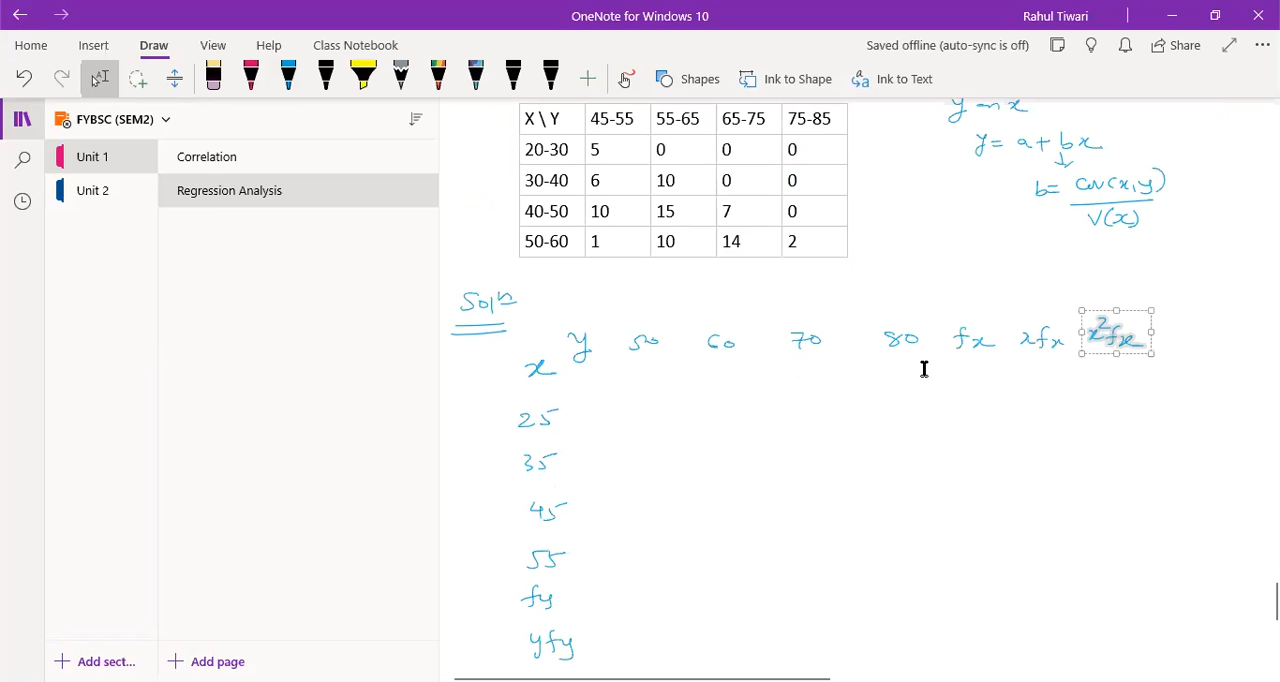 OneNote for Windows 10
Rahul Tiwari
Home Insert Draw View Help Class Notebook
Saved offline (auto-sync is off) Share
Shapes Ink to Shape Ink to Text
FYBSC (SEM2)
Unit 1
Unit 2
Correlation
Regression Analysis
Add sect... Add page
X \ Y 45-55 55-65 65-75 75-85
20-30 5 0 0 0
30-40 6 10 0 0
40-50 10 15 7 0
50-60 1 10 14 2
y on x
y = a + bx
b = cov(x,y)
V(x)
Solⁿ
y 50 60 70 80 fx xfx x²fx
x
25
35
45
55
fy
yfy